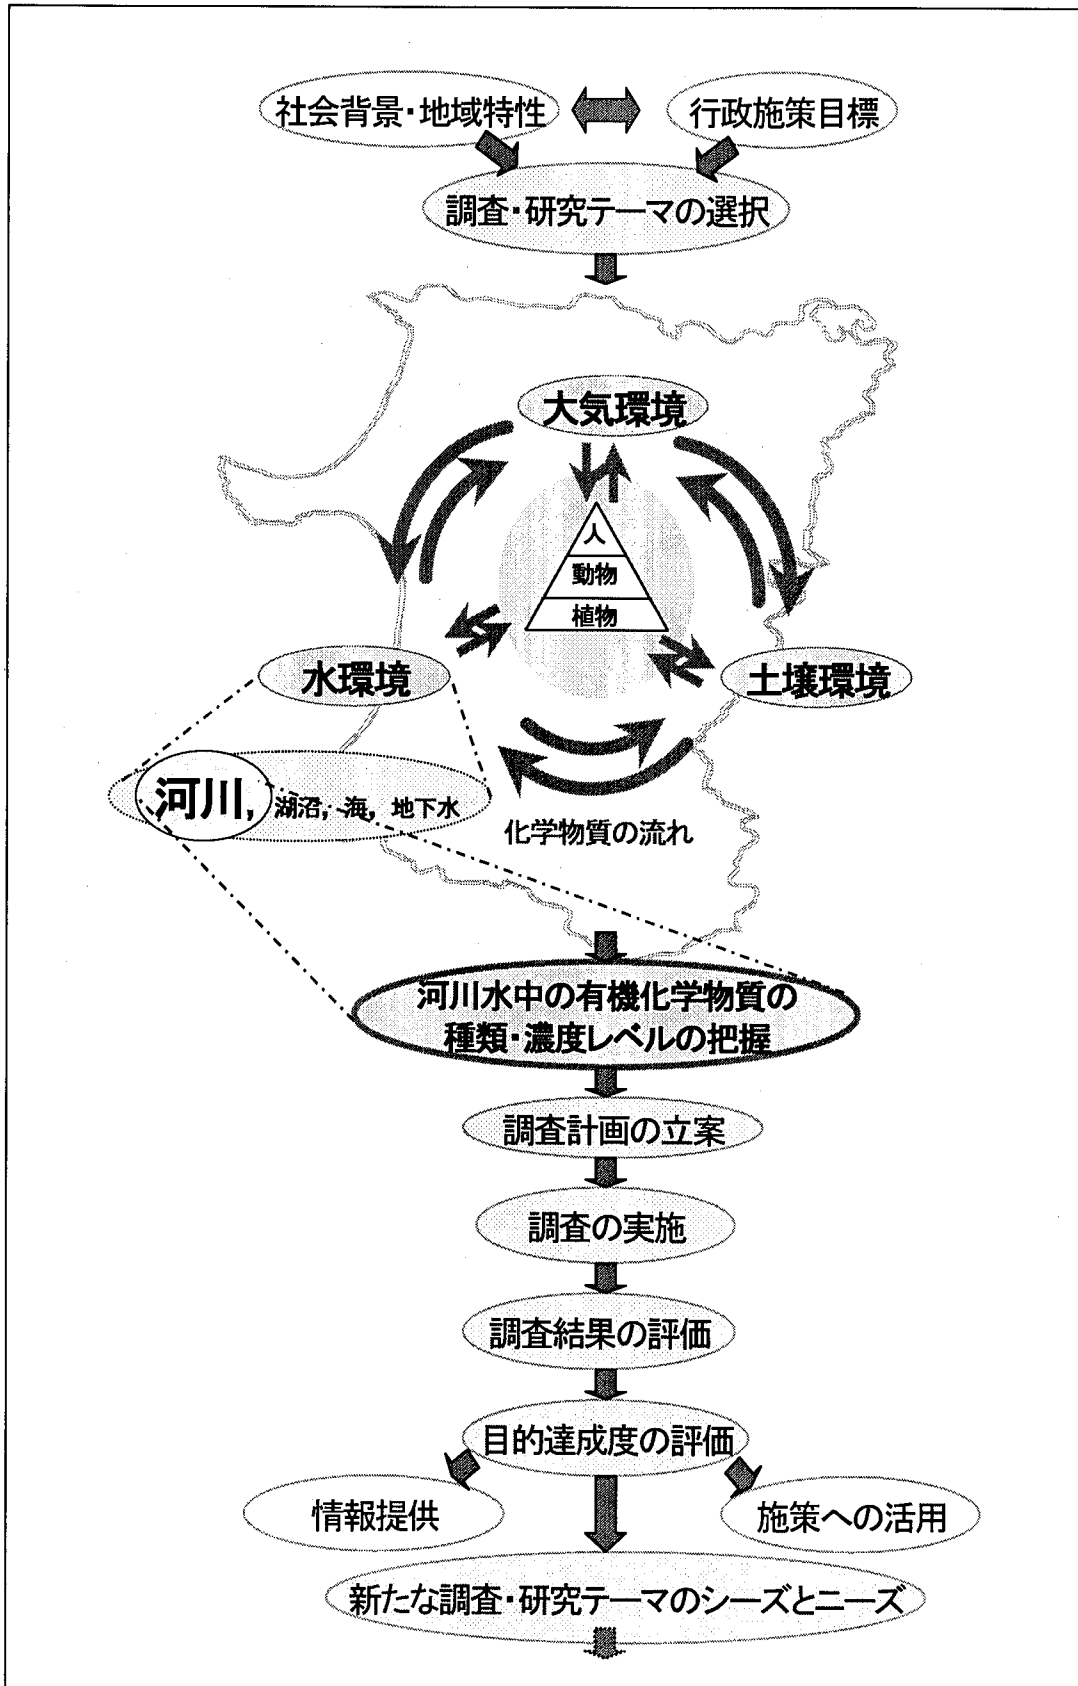 社会背景・地域特性
行政施策目標
調査・研究テーマの選択
大気環境
人
動物
植物
水環境
土壌環境
河川, 湖沼, 海, 地下水
化学物質の流れ
河川水中の有機化学物質の
種類・濃度レベルの把握
調査計画の立案
調査の実施
調査結果の評価
目的達成度の評価
情報提供
施策への活用
新たな調査・研究テーマのシーズとニーズ